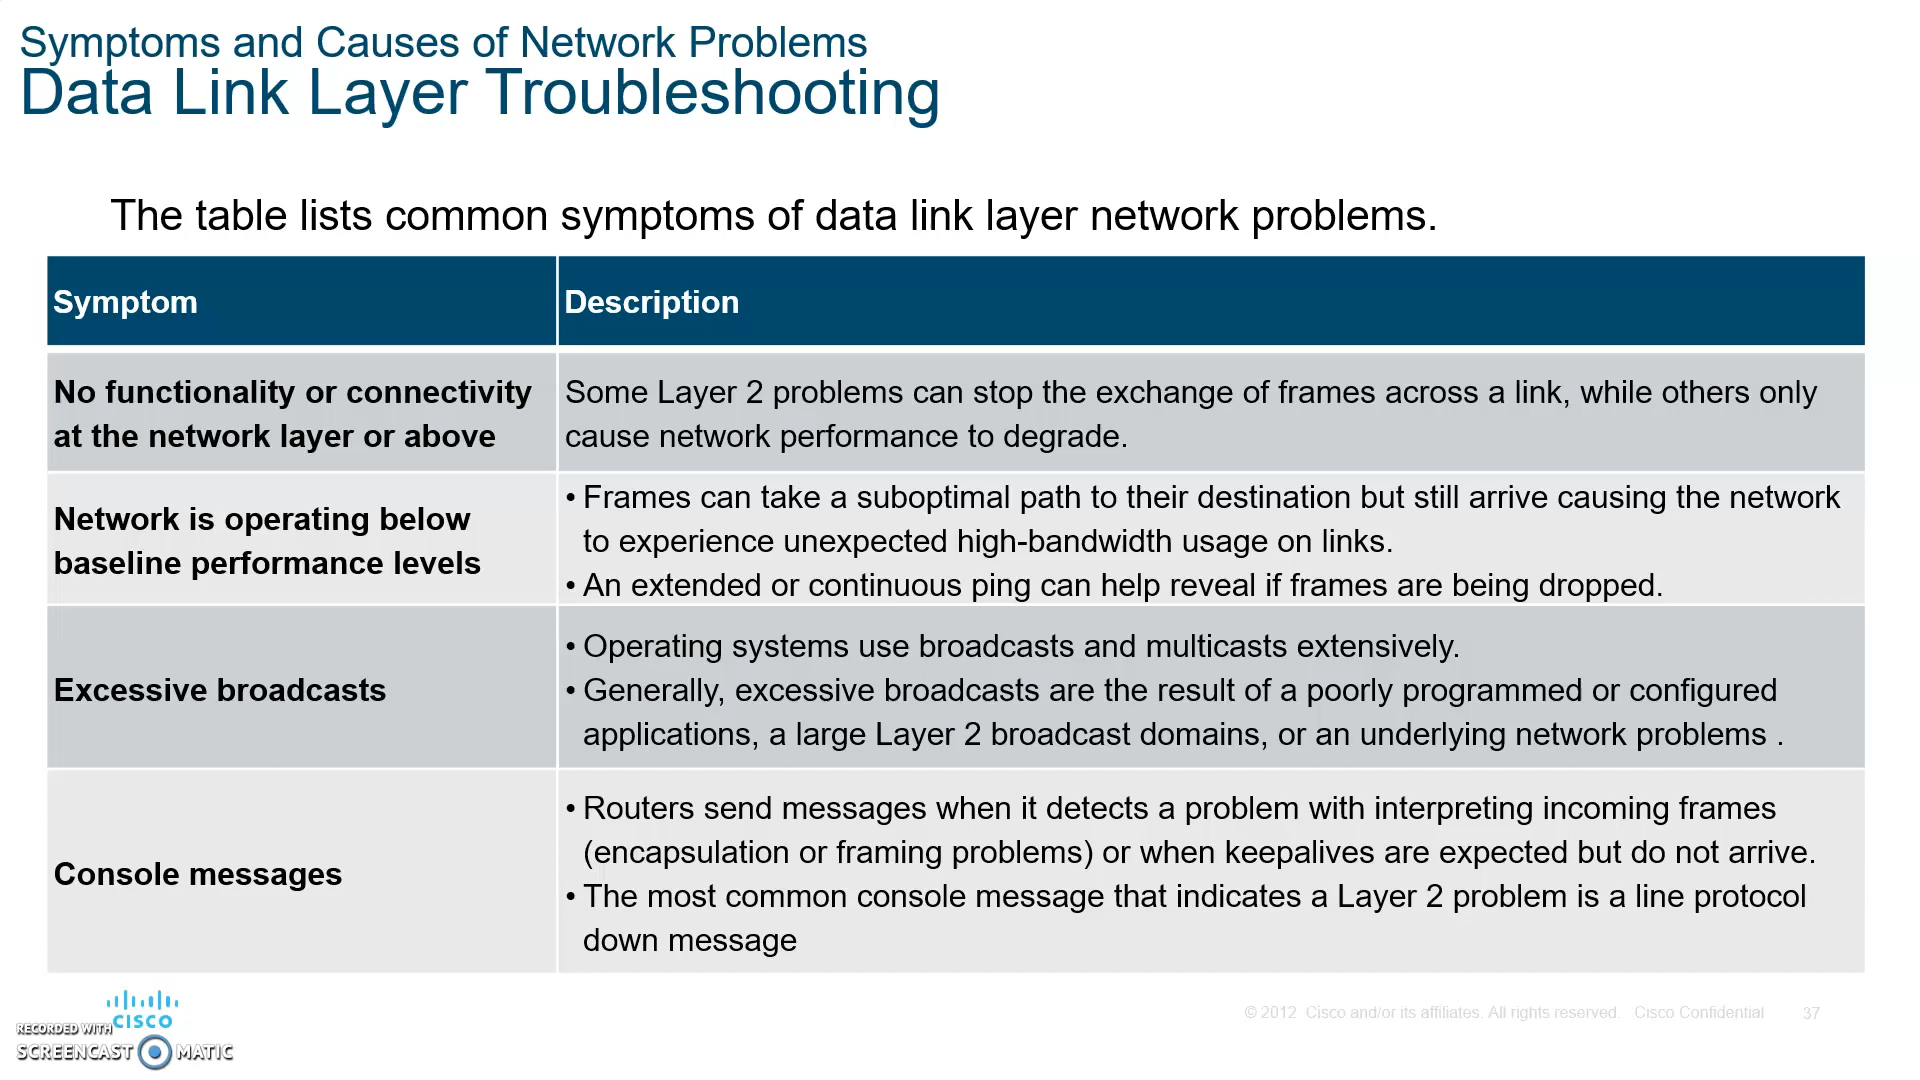 Symptoms and Causes of Network Problems
Data Link Layer Troubleshooting
The table lists common symptoms of data link layer network problems.
Symptom
Description
No functionality or connectivity
at the network layer or above
Some Layer 2 problems can stop the exchange of frames across a link, while others only
cause network performance to degrade.
Network is operating below
baseline performance levels
• Frames can take a suboptimal path to their destination but still arrive causing the network
to experience unexpected high-bandwidth usage on links.
• An extended or continuous ping can help reveal if frames are being dropped.
Excessive broadcasts
• Operating systems use broadcasts and multicasts extensively.
• Generally, excessive broadcasts are the result of a poorly programmed or configured
applications, a large Layer 2 broadcast domains, or an underlying network problems .
Console messages
• Routers send messages when it detects a problem with interpreting incoming frames
(encapsulation or framing problems) or when keepalives are expected but do not arrive.
• The most common console message that indicates a Layer 2 problem is a line protocol
down message
CISCO
RECORDED WITH
SCREENCAST MATIC
© 2012 Cisco and/or its affiliates. All rights reserved. Cisco Confidential 37